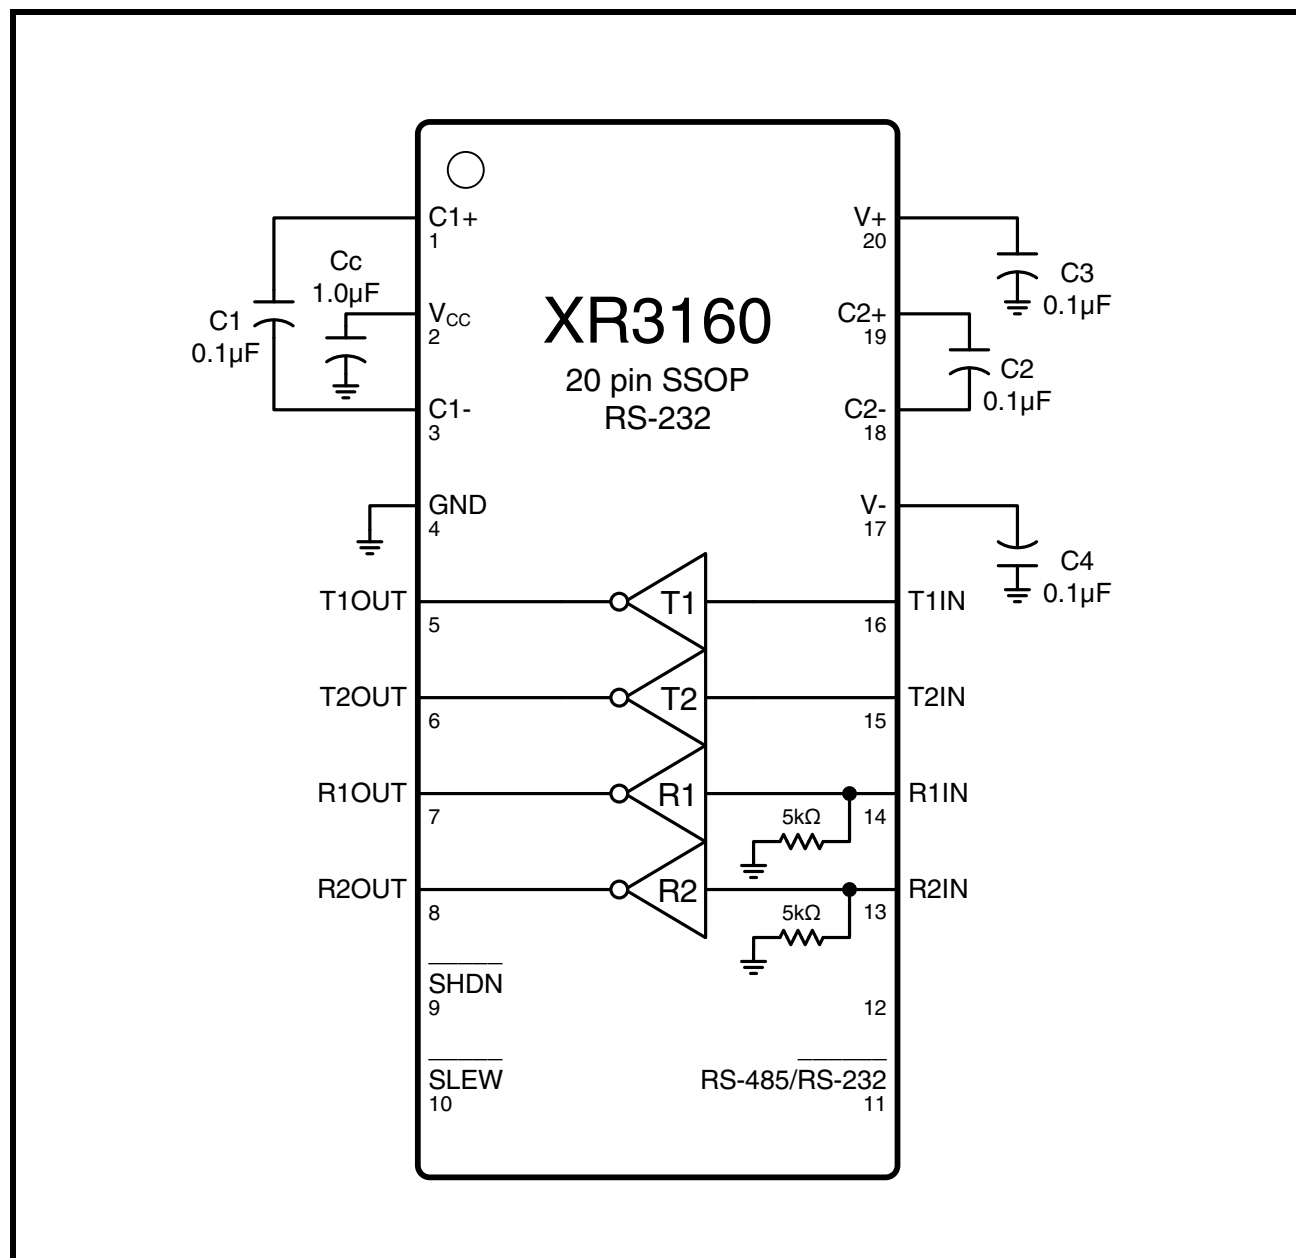 C1+
1
Cc
1.0µF
C1
0.1µF
VCC
2
C1-
3
GND
4
XR3160
20 pin SSOP
RS-232
V+
20
C3
0.1µF
C2+
19
C2
0.1µF
C2-
18
V-
17
C4
0.1µF
T1OUT
5
T1
16
T1IN
T2OUT
6
T2
15
T2IN
R1OUT
7
R1
5kΩ
14
R1IN
R2OUT
8
R2
5kΩ
13
R2IN
SHDN
9
12
SLEW
10
RS-485/RS-232
11